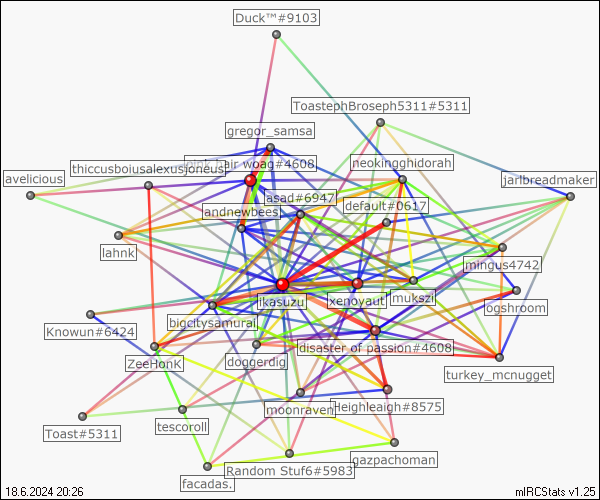 Duck™#9103
ToastephBroseph5311#5311
gregor_samsa
hair woag#4608
neokingghidorah
thiccusboiusalexusjoneus
avelicious
jarlbreadmaker
asad#6947
default#0617
andnewbees
lahnk
mingus4742
ikasuzu
xenoyaut
mukszi
ogshroom
bigcitysamurai
Knowun#6424
disaster of passion#4608
ZeeHonK
doggerdig
turkey_mcnugget
moonraven
Heighleaigh#8575
Toast#5311
tescoroll
gazpachoman
Random Stuf6#5983
facadas.
18.6.2024 20:26
mIRCStats v1.25